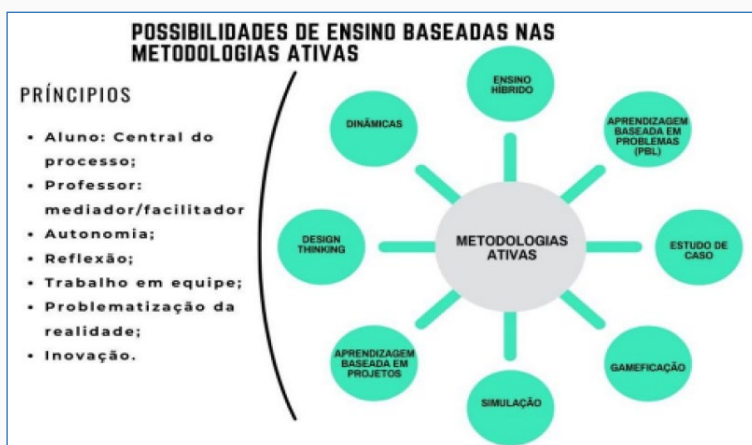 POSSIBILIDADES DE ENSINO BASEADAS NAS
METODOLOGIAS ATIVAS
PRÍNCIPIOS
• Aluno: Central do
processo;
• Professor:
mediador/facilitador
• Autonomia;
• Reflexão;
• Trabalho em equipe;
• Problematização da
realidade;
• Inovação.
METODOLOGIAS
ATIVAS
ENSINO
HÍBRIDO
APRENDIZAGEM
BASEADA EM
PROBLEMAS
(PBL)
ESTUDO DE
CASO
GAMEFICAÇÃO
SIMULAÇÃO
APRENDIZAGEM
BASEADA EM
PROJETOS
DESIGN
THINKING
DINÂMICAS